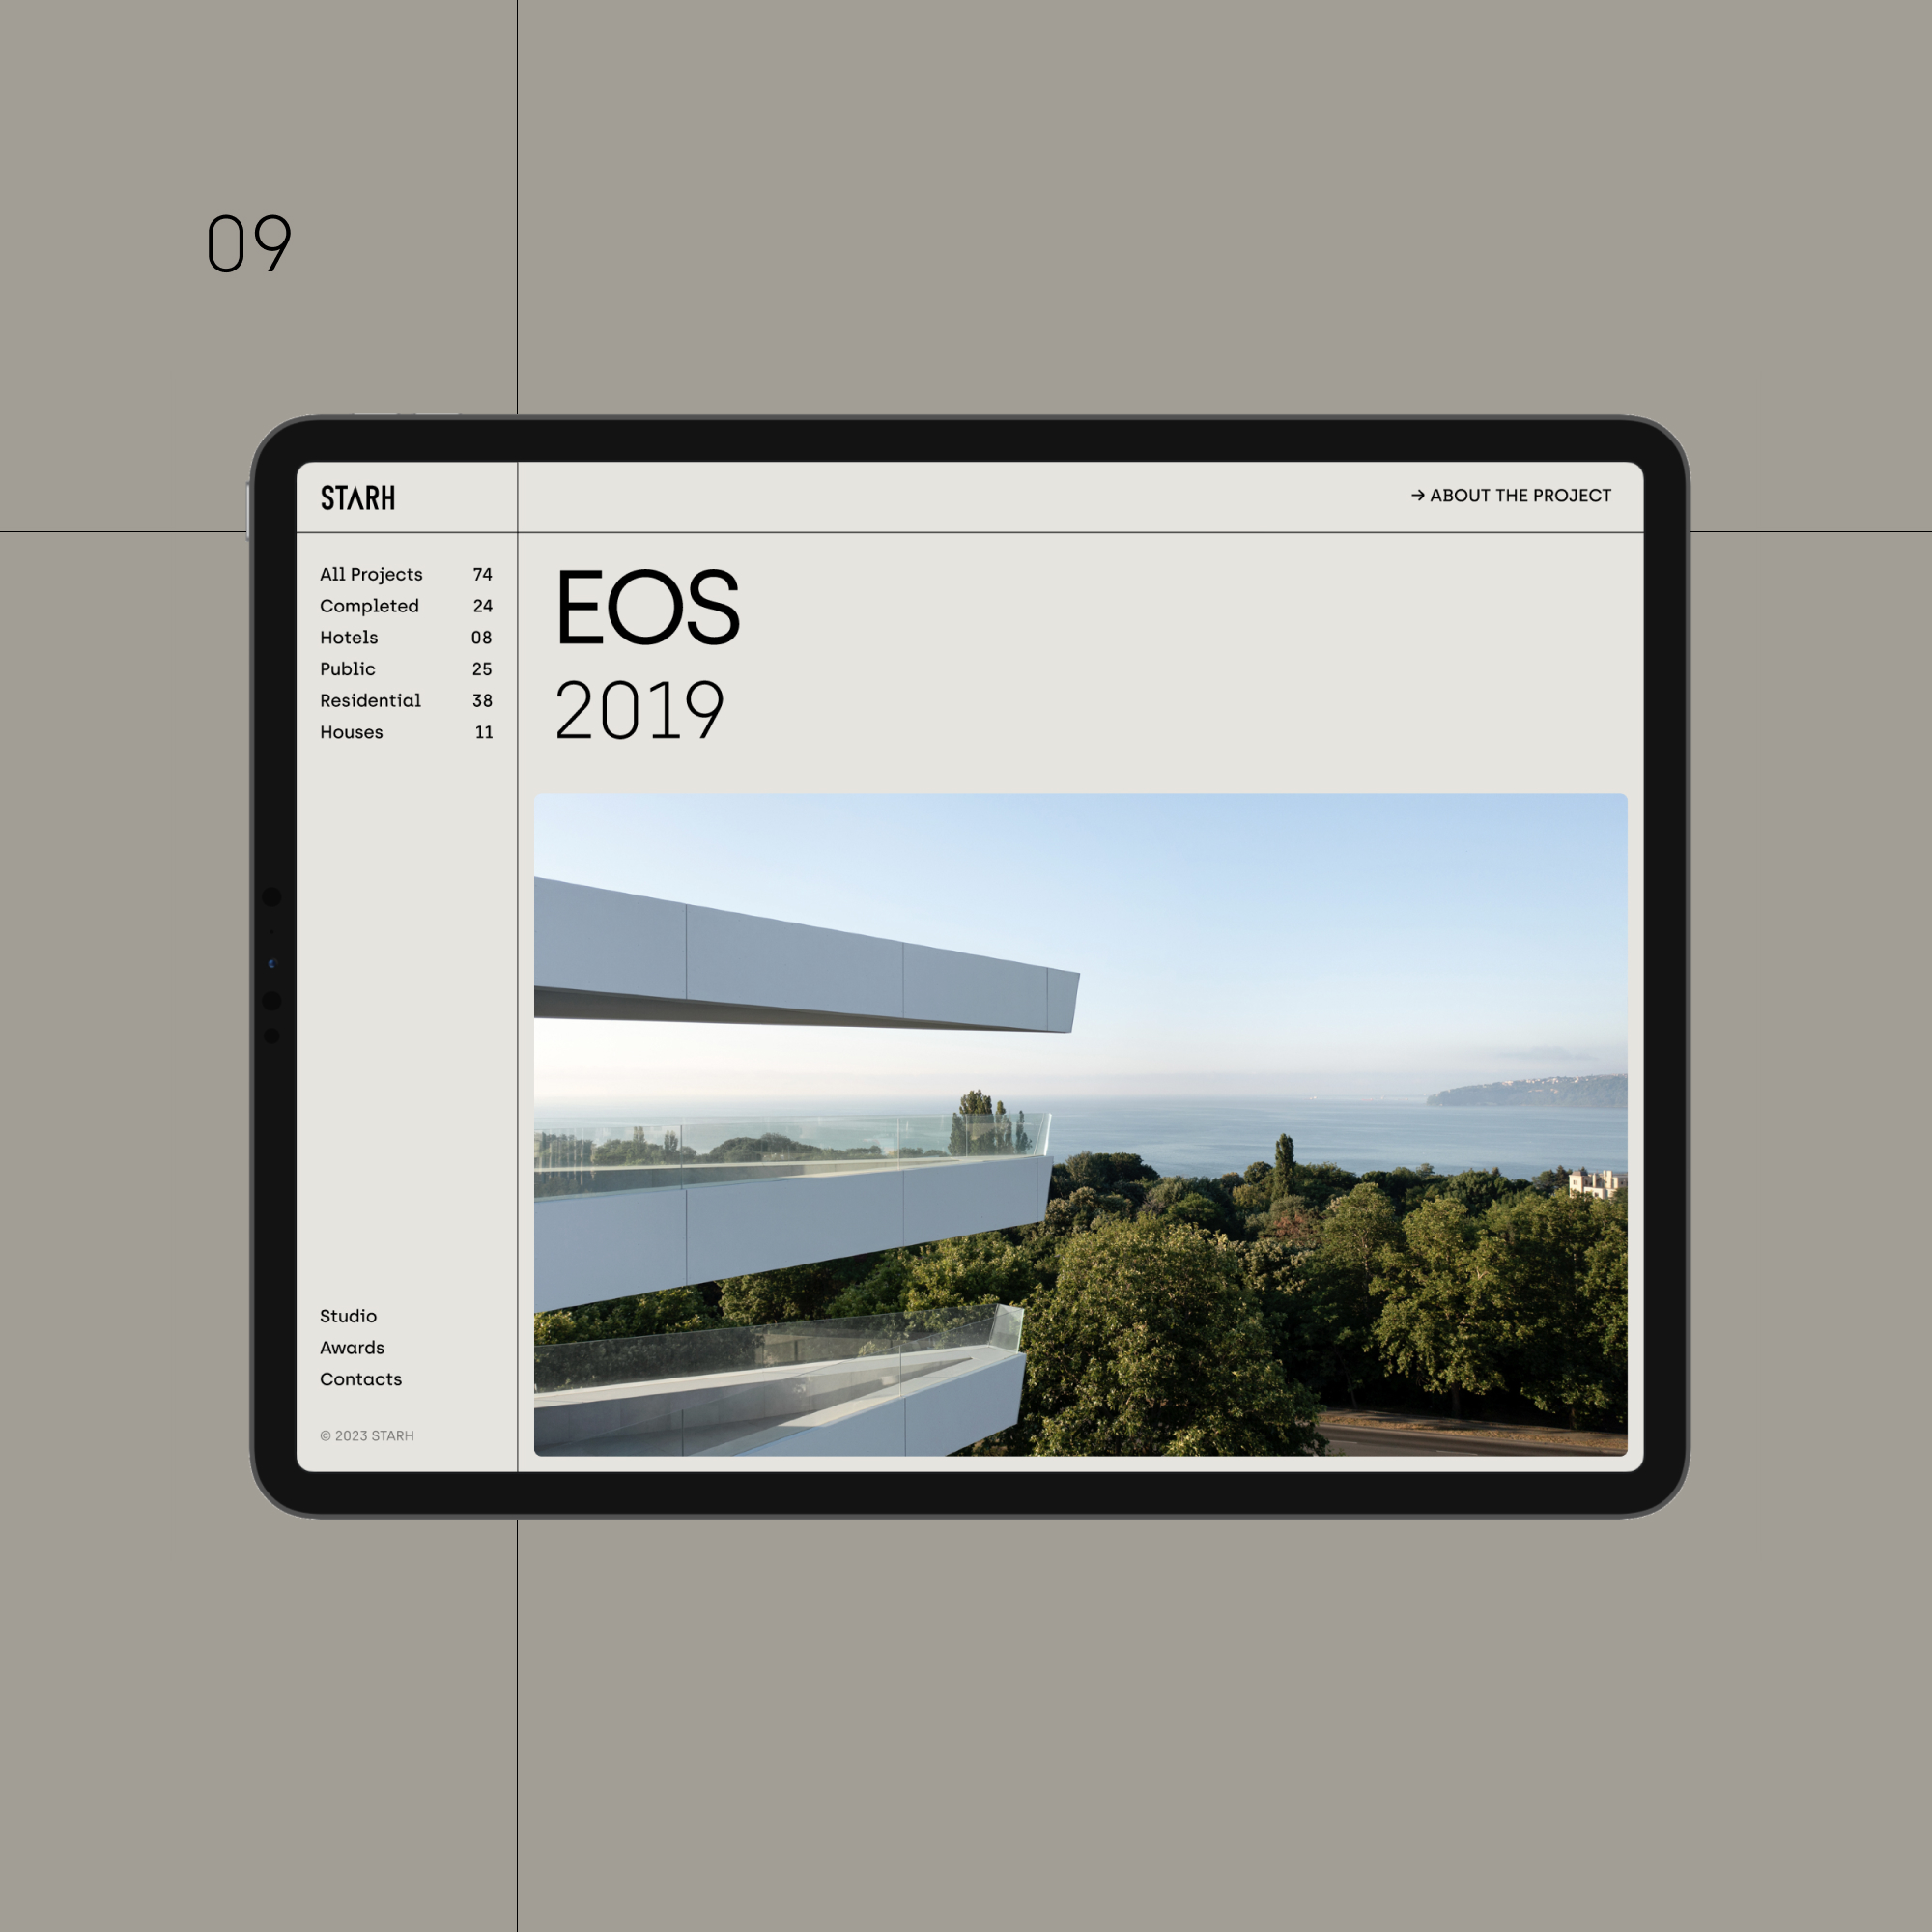 09
STARH
→ ABOUT THE PROJECT
All Projects 74
Completed 24
Hotels 08
Public 25
Residential 38
Houses 11
EOS
2019
Studio
Awards
Contacts
© 2023 STARH